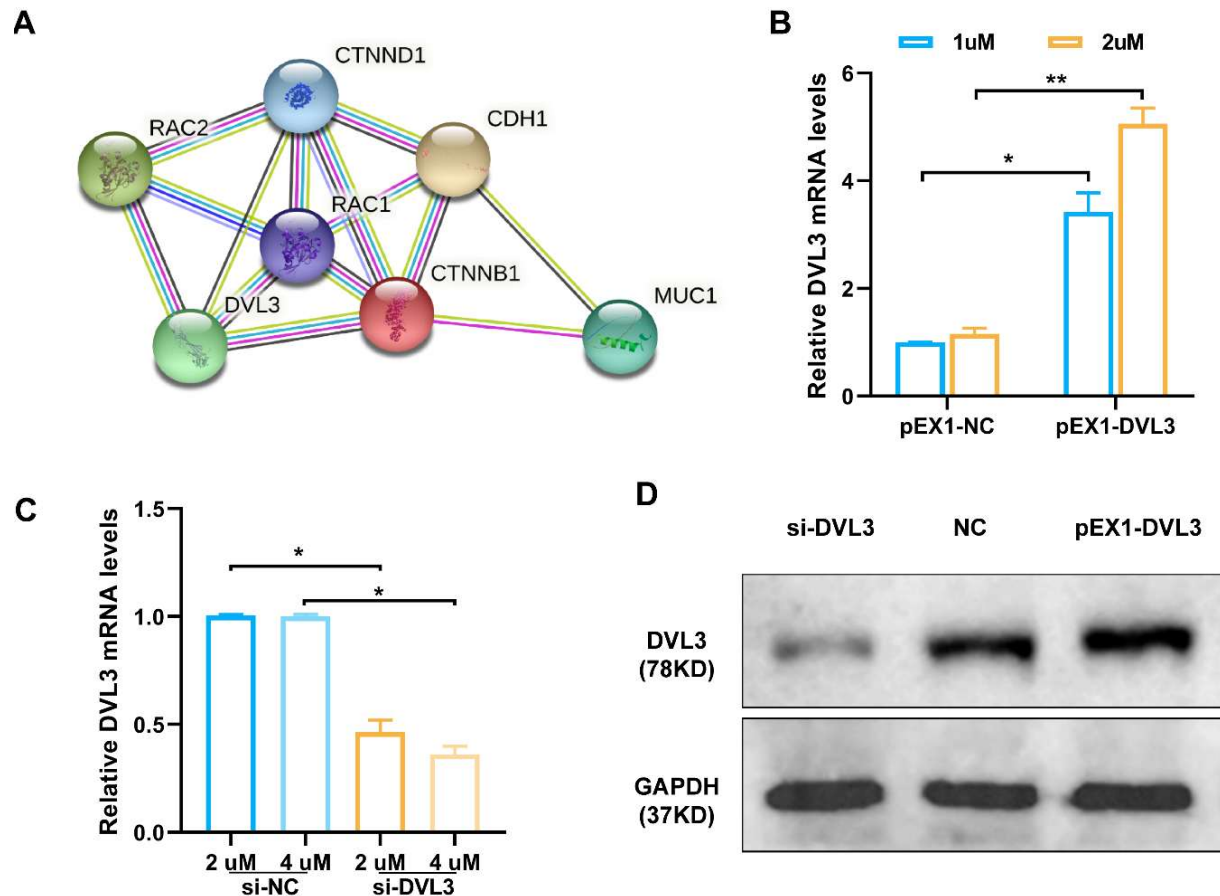 A
CTNND1
RAC2
CDH1
RAC1
CTNNB1
DVL3
MUC1
B
1uM 2uM
Relative DVL3 mRNA levels
6
4
2
0
**
*
pEX1-NC pEX1-DVL3
C
Relative DVL3 mRNA levels
1.5
1.0
0.5
0.0
*
*
2 uM 4 uM 2 uM 4 uM
si-NC si-DVL3
D
si-DVL3 NC pEX1-DVL3
DVL3
(78KD)
GAPDH
(37KD)